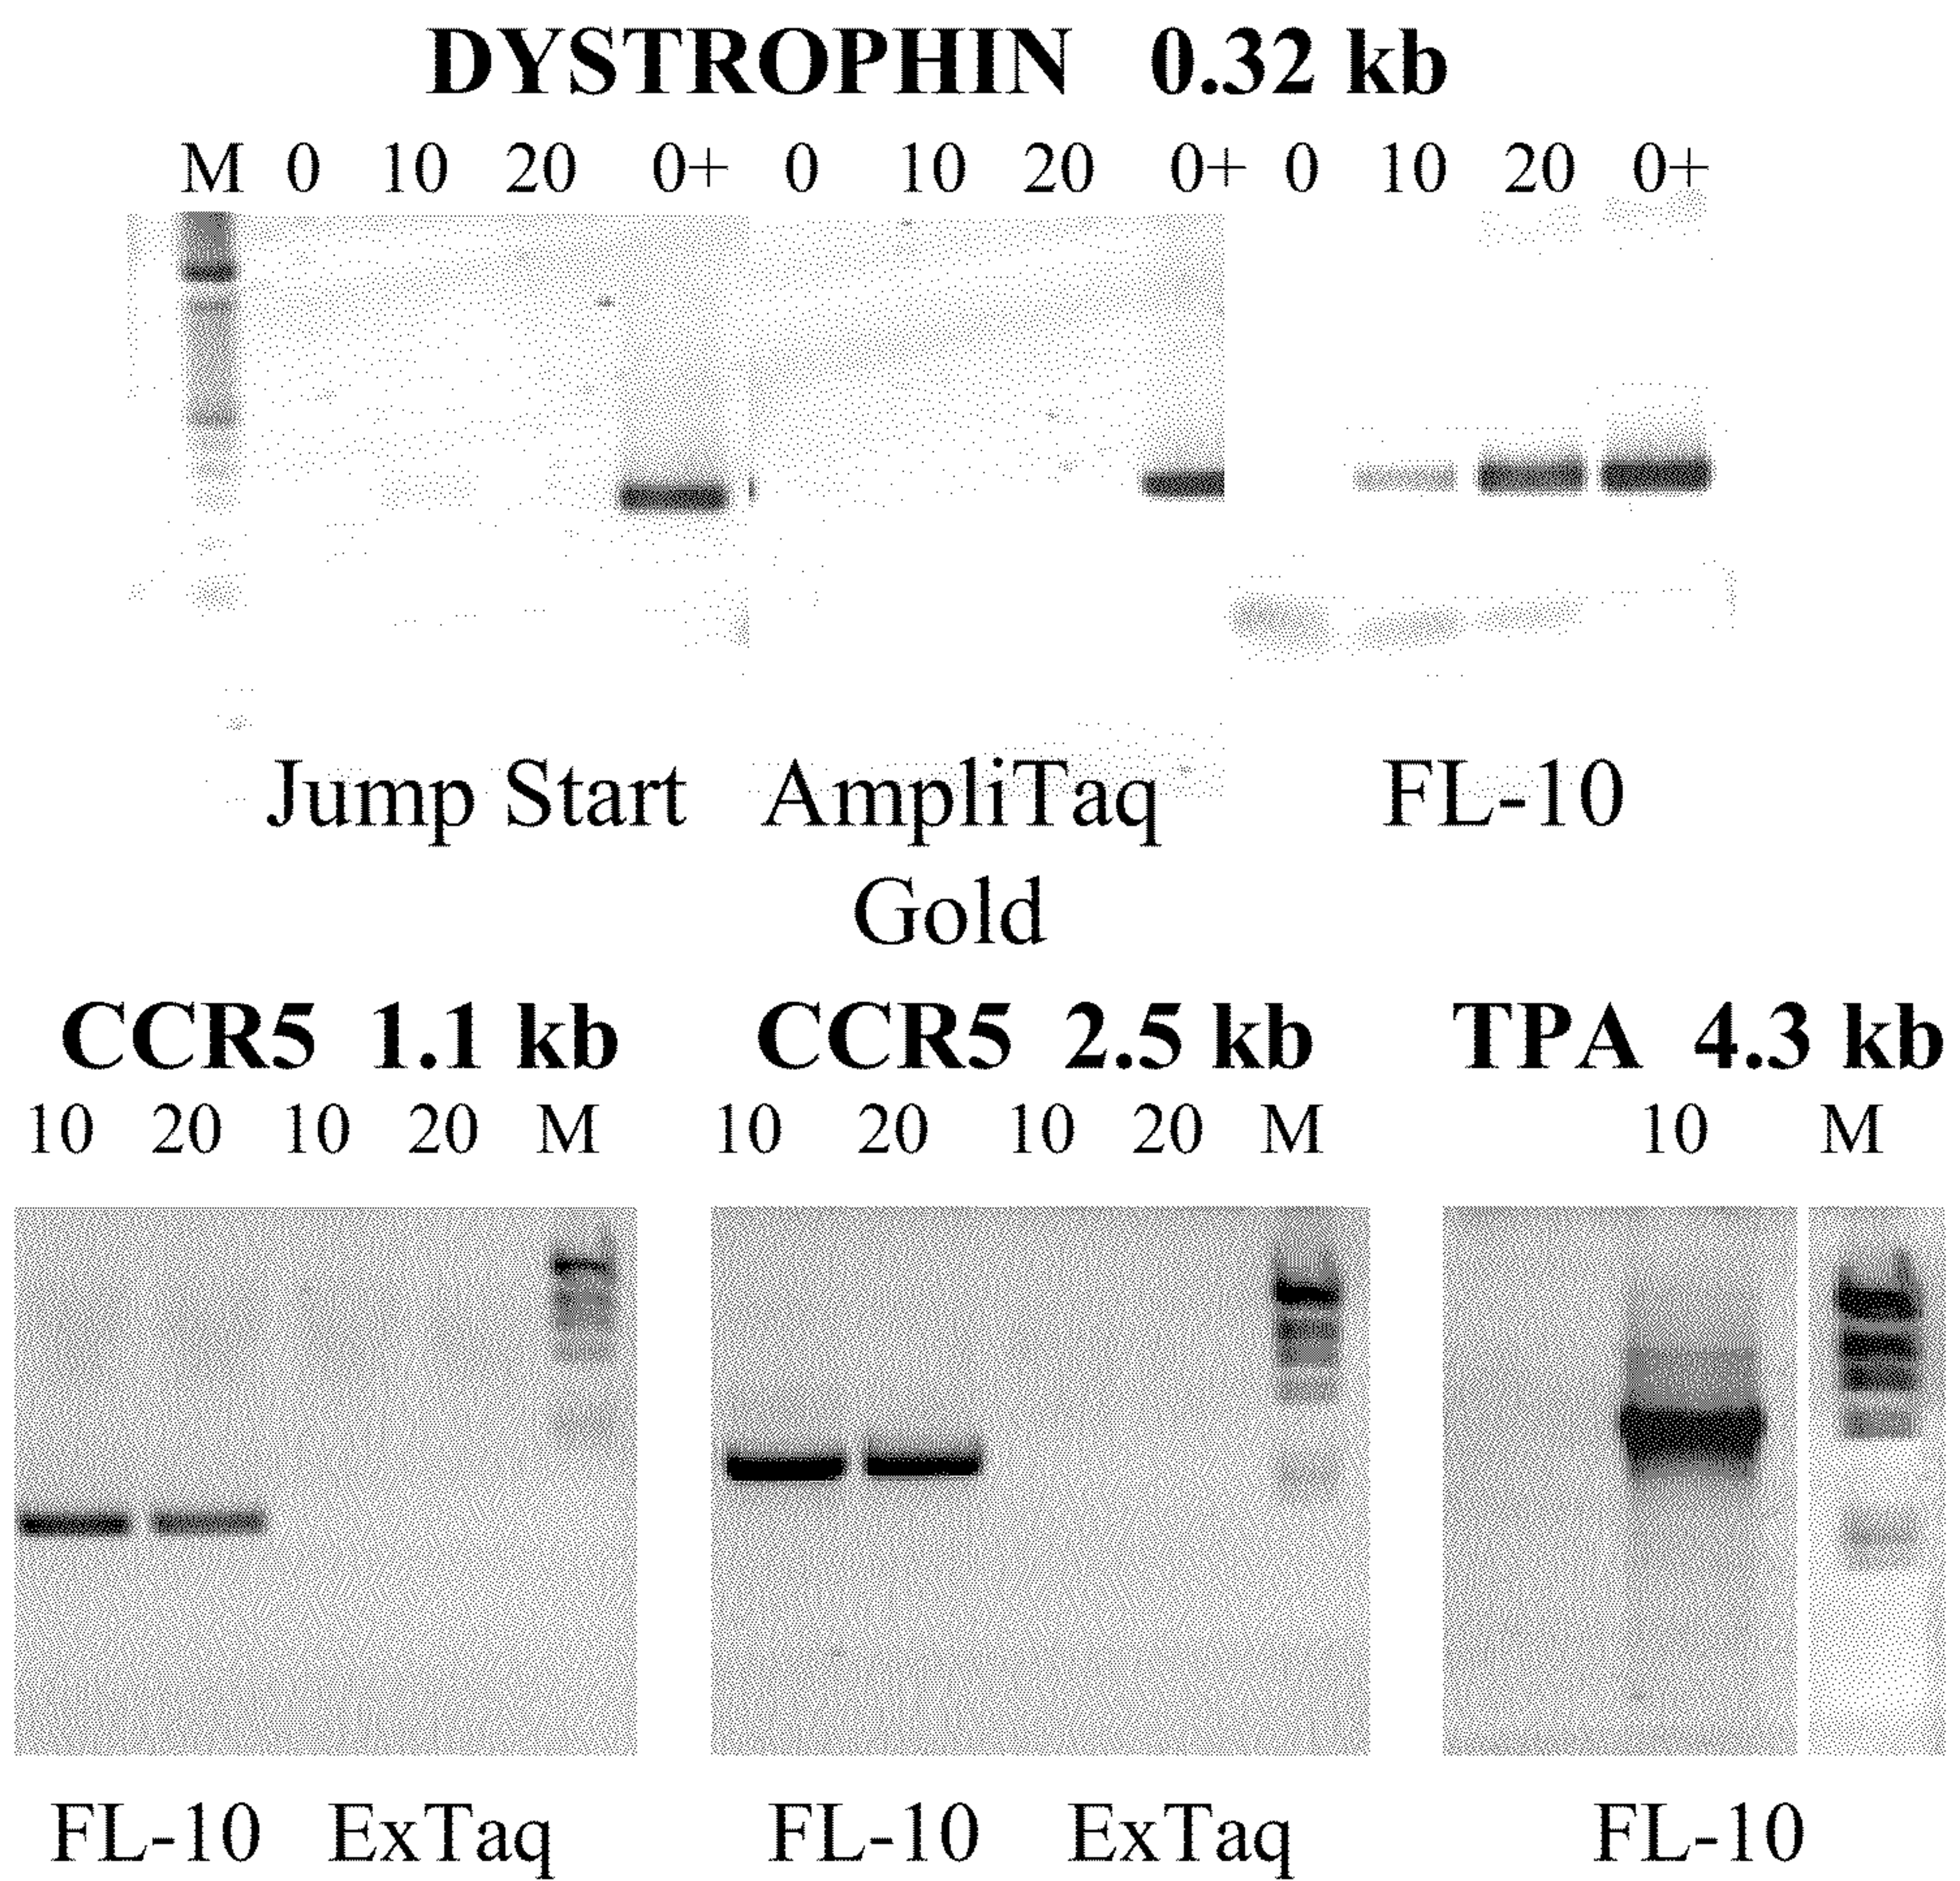 DYSTROPHIN 0.32 kb
M 0 10 20 0+ 0 10 20 0+ 0 10 20 0+
Jump Start AmpliTaq FL-10
Gold
CCR5 1.1 kb CCR5 2.5 kb TPA 4.3 kb
10 20 10 20 M 10 20 10 20 M 10 M
FL-10 ExTaq FL-10 ExTaq FL-10